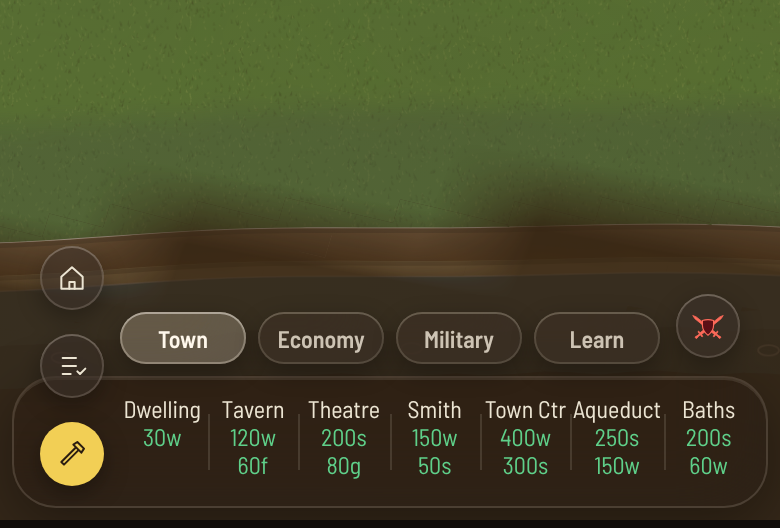 Town Economy Military Learn
Dwelling Tavern Theatre Smith Town Ctr Aqueduct Baths
30w 120w 200s 150w 400w 250s 200s
60f 80g 50s 300s 150w 60w